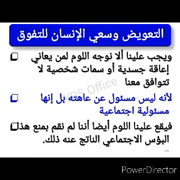 التعويض وسعي الإنسان للتفوق
ويجب علينا ألا نوجه اللوم لمن يعاني
إعاقة جسدية أو سمات شخصية لا
تتوافق معنا
لأنه ليس مسئول عن عاهته بل إنها
مسئولية اجتماعية
فيقع علينا اللوم أيضا أننا لم نقم بمنع هذا
البؤس الاجتماعي الناتج عنه ذلك.
PowerDirector